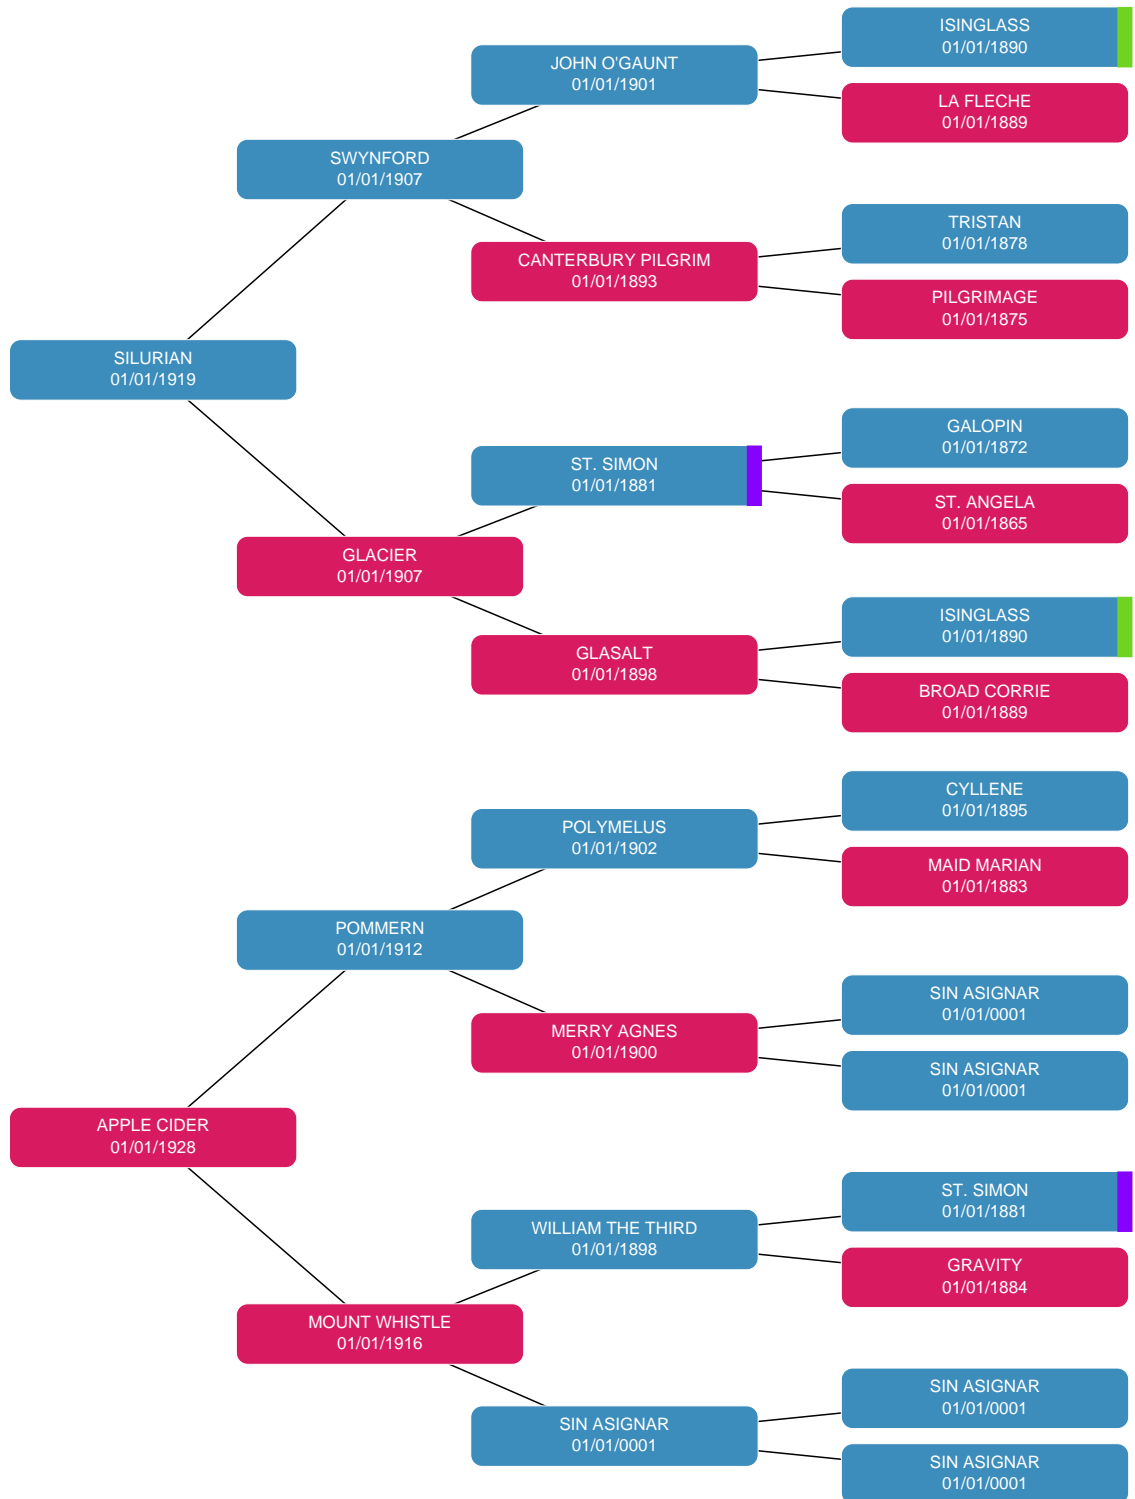 ISINGLASS
01/01/1890
JOHN O'GAUNT
01/01/1901
LA FLECHE
01/01/1889
SWYNFORD
01/01/1907
TRISTAN
01/01/1878
CANTERBURY PILGRIM
01/01/1893
PILGRIMAGE
01/01/1875
SILURIAN
01/01/1919
GALOPIN
01/01/1872
ST. SIMON
01/01/1881
ST. ANGELA
01/01/1865
GLACIER
01/01/1907
ISINGLASS
01/01/1890
GLASALT
01/01/1898
BROAD CORRIE
01/01/1889
CYLLENE
01/01/1895
POLYMELUS
01/01/1902
MAID MARIAN
01/01/1883
POMMERN
01/01/1912
SIN ASIGNAR
01/01/0001
MERRY AGNES
01/01/1900
SIN ASIGNAR
01/01/0001
APPLE CIDER
01/01/1928
ST. SIMON
01/01/1881
WILLIAM THE THIRD
01/01/1898
GRAVITY
01/01/1884
MOUNT WHISTLE
01/01/1916
SIN ASIGNAR
01/01/0001
SIN ASIGNAR
01/01/0001
SIN ASIGNAR
01/01/0001